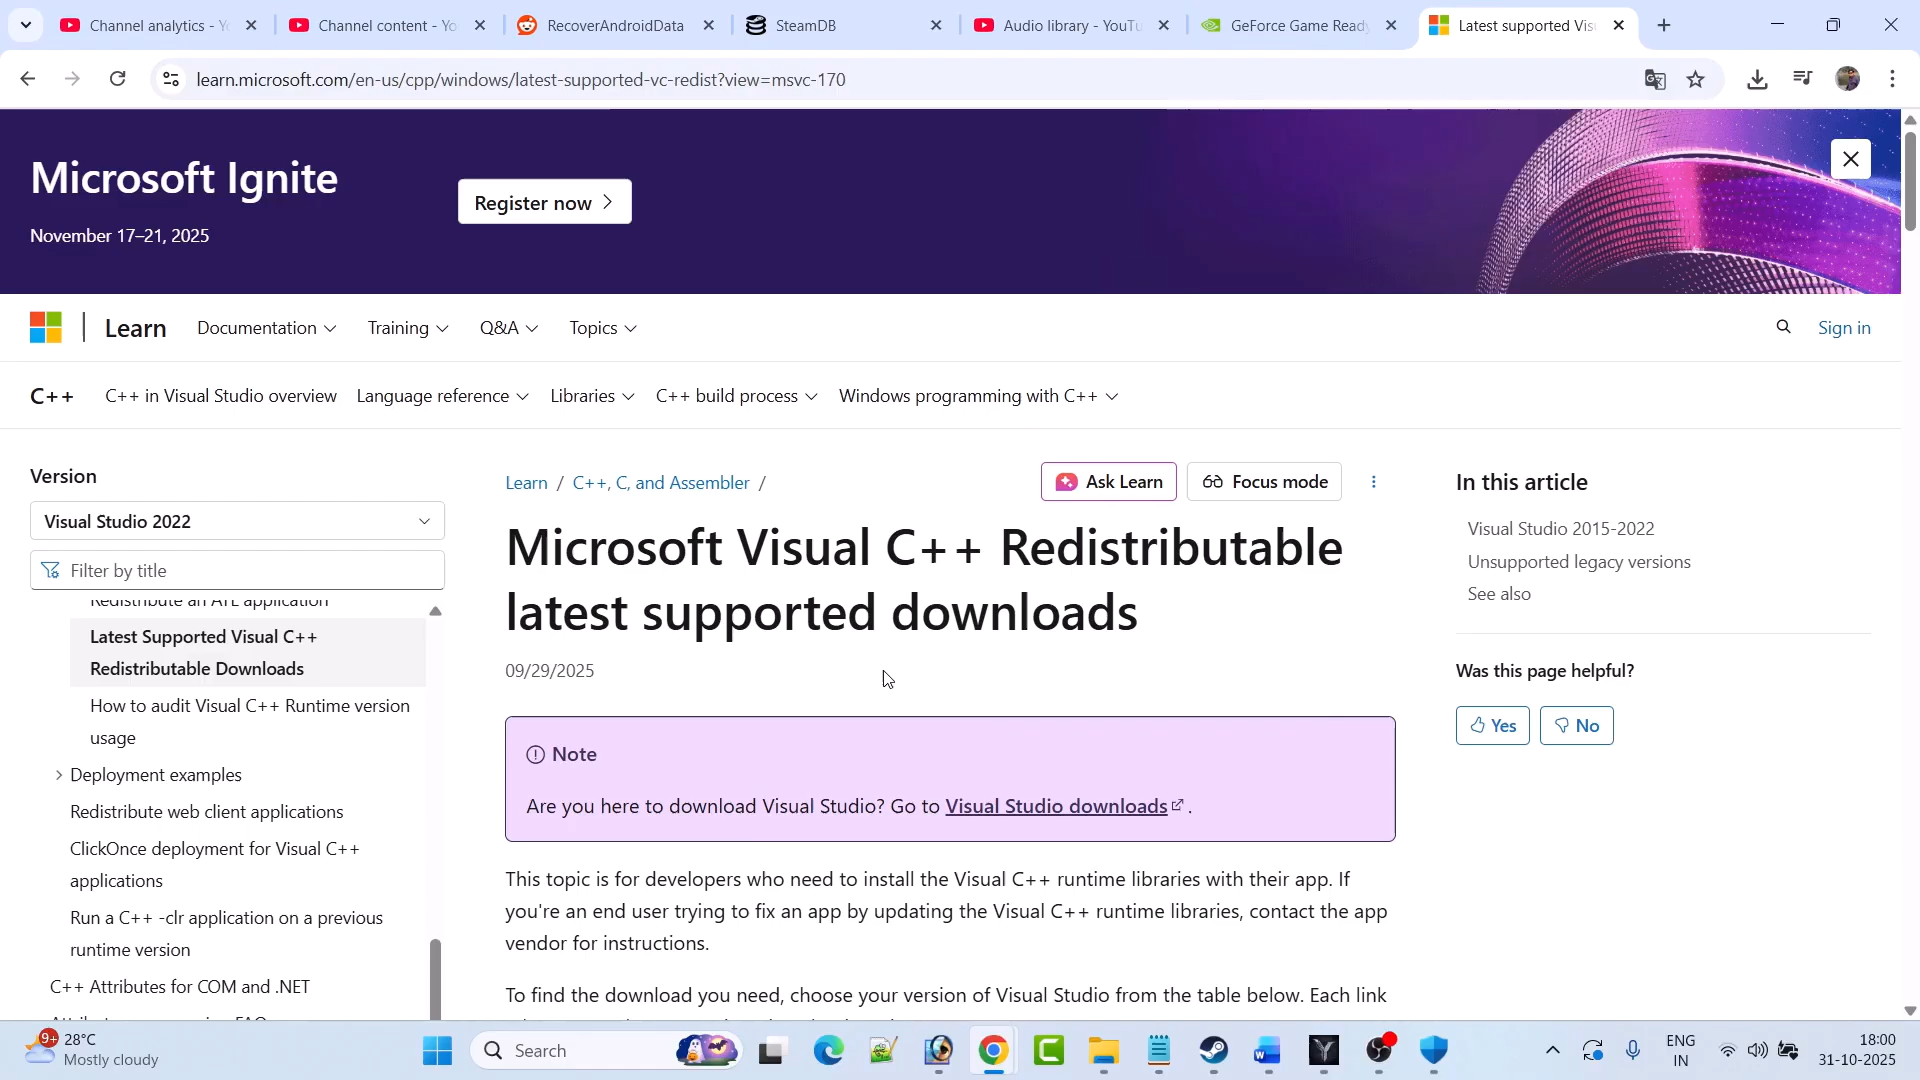 Channel analytics - Yo
Channel content - Yo
RecoverAndroidData
SteamDB
Audio library - YouTu
GeForce Game Ready
Latest supported Visu
learn.microsoft.com/en-us/cpp/windows/latest-supported-vc-redist?view=msvc-170
Microsoft Ignite
Register now
November 17–21, 2025
Learn
Documentation
Training
Q&A
Topics
Sign in
C++
C++ in Visual Studio overview
Language reference
Libraries
C++ build process
Windows programming with C++
Version
Visual Studio 2022
Filter by title
Redistribute an ATL application
Latest Supported Visual C++
Redistributable Downloads
How to audit Visual C++ Runtime version
usage
Deployment examples
Redistribute web client applications
ClickOnce deployment for Visual C++
applications
Run a C++ -clr application on a previous
runtime version
C++ Attributes for COM and .NET
Learn / C++, C, and Assembler /
Ask Learn
Focus mode
Microsoft Visual C++ Redistributable
latest supported downloads
09/29/2025
Note
Are you here to download Visual Studio? Go to Visual Studio downloads .
This topic is for developers who need to install the Visual C++ runtime libraries with their app. If
you're an end user trying to fix an app by updating the Visual C++ runtime libraries, contact the app
vendor for instructions.
To find the download you need, choose your version of Visual Studio from the table below. Each link
In this article
Visual Studio 2015-2022
Unsupported legacy versions
See also
Was this page helpful?
Yes
No
9+
28°C
Mostly cloudy
Search
ENG
IN
18:00
31-10-2025